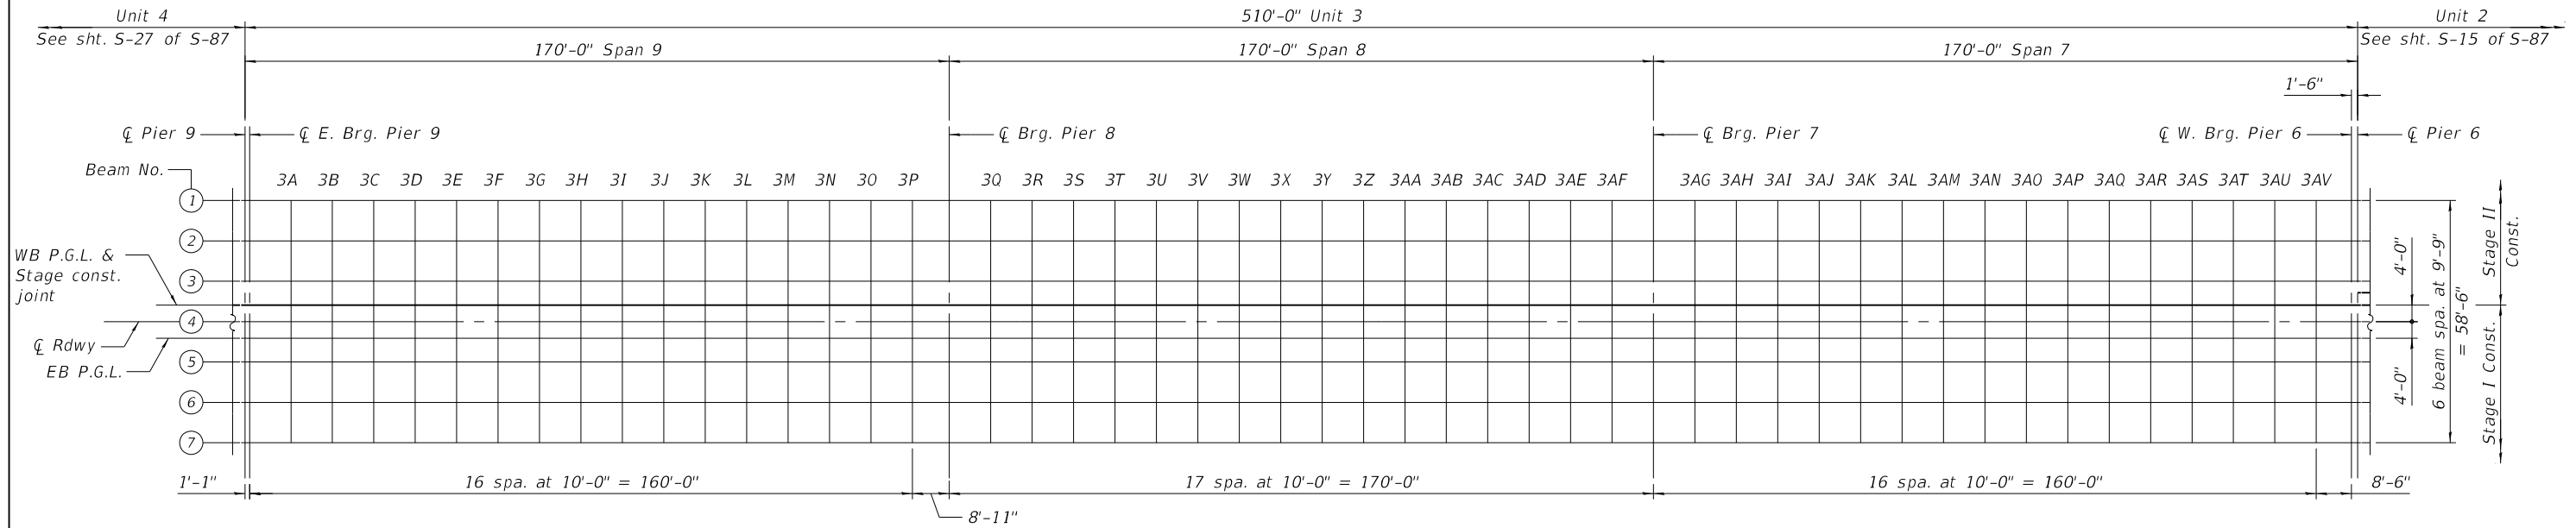 Unit 4
510'-0" Unit 3
Unit 2
See sht. S-27 of S-87
See sht. S-15 of S-87
170'-0" Span 9
170'-0" Span 8
170'-0" Span 7
1'-6"
℄ Pier 9
℄ E. Brg. Pier 9
℄ Brg. Pier 8
℄ Brg. Pier 7
℄ W. Brg. Pier 6
℄ Pier 6
Beam No.
3A 3B 3C 3D 3E 3F 3G 3H 3I 3J 3K 3L 3M 3N 3O 3P 3Q 3R 3S 3T 3U 3V 3W 3X 3Y 3Z 3AA 3AB 3AC 3AD 3AE 3AF 3AG 3AH 3AI 3AJ 3AK 3AL 3AM 3AN 3AO 3AP 3AQ 3AR 3AS 3AT 3AU 3AV
1
2
3
4
5
6
7
WB P.G.L. &
Stage const.
joint
℄ Rdwy
EB P.G.L.
4'-0"
4'-0"
6 beam spa. at 9'-9"
= 58'-6"
Stage II
Const.
Stage I Const.
1'-1"
16 spa. at 10'-0" = 160'-0"
8'-11"
17 spa. at 10'-0" = 170'-0"
16 spa. at 10'-0" = 160'-0"
8'-6"